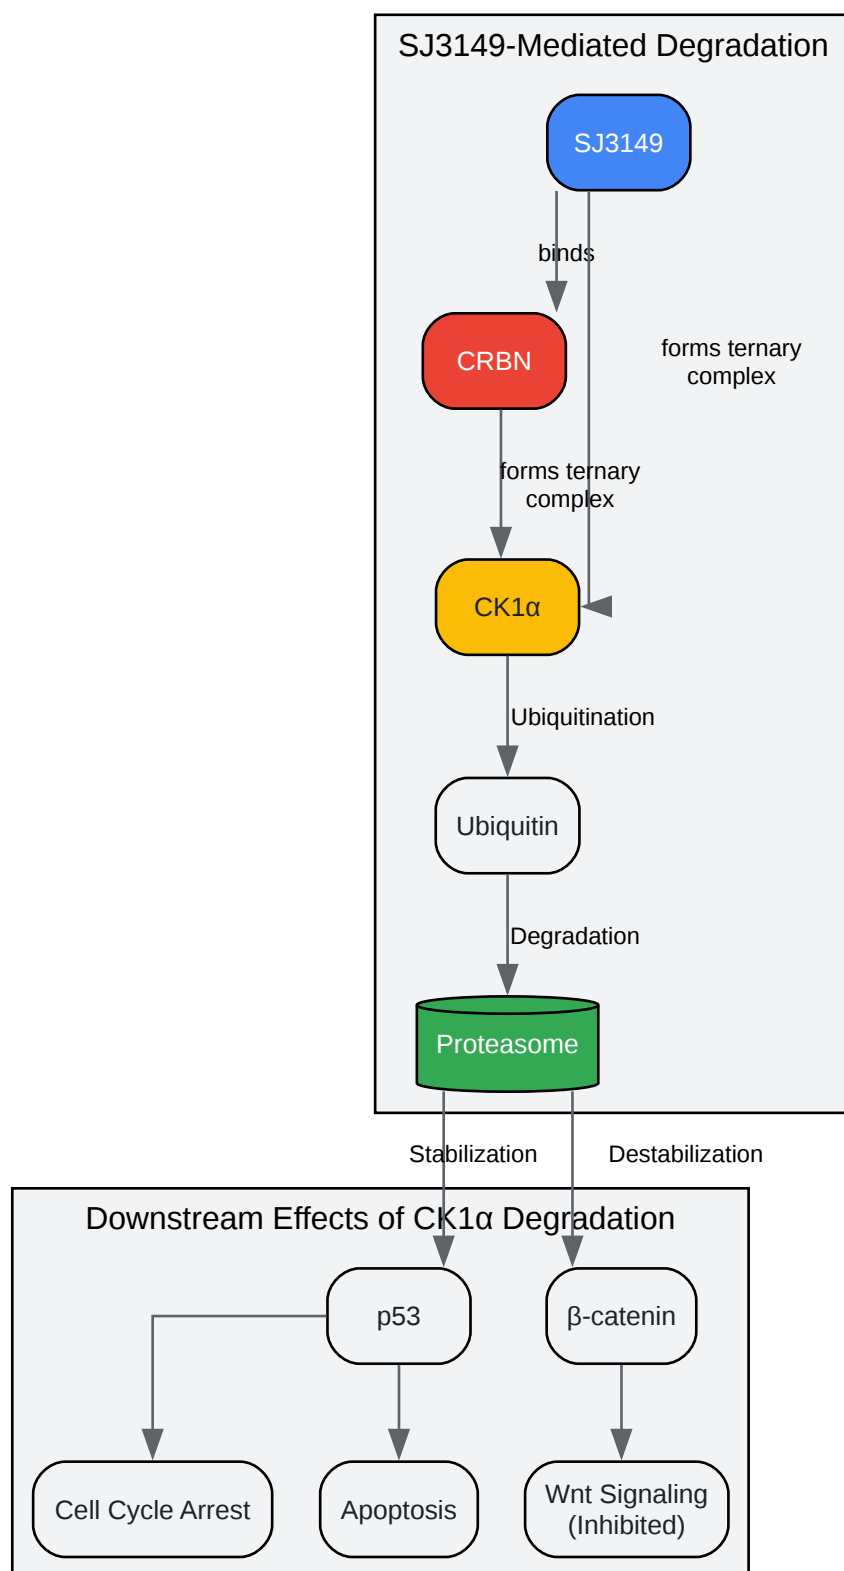 SJ3149-Mediated Degradation
SJ3149
binds
CRBN
forms ternary
complex
forms ternary
complex
CK1α
Ubiquitination
Ubiquitin
Degradation
Proteasome
Stabilization
Destabilization
Downstream Effects of CK1α Degradation
p53
β-catenin
Cell Cycle Arrest
Apoptosis
Wnt Signaling
(Inhibited)